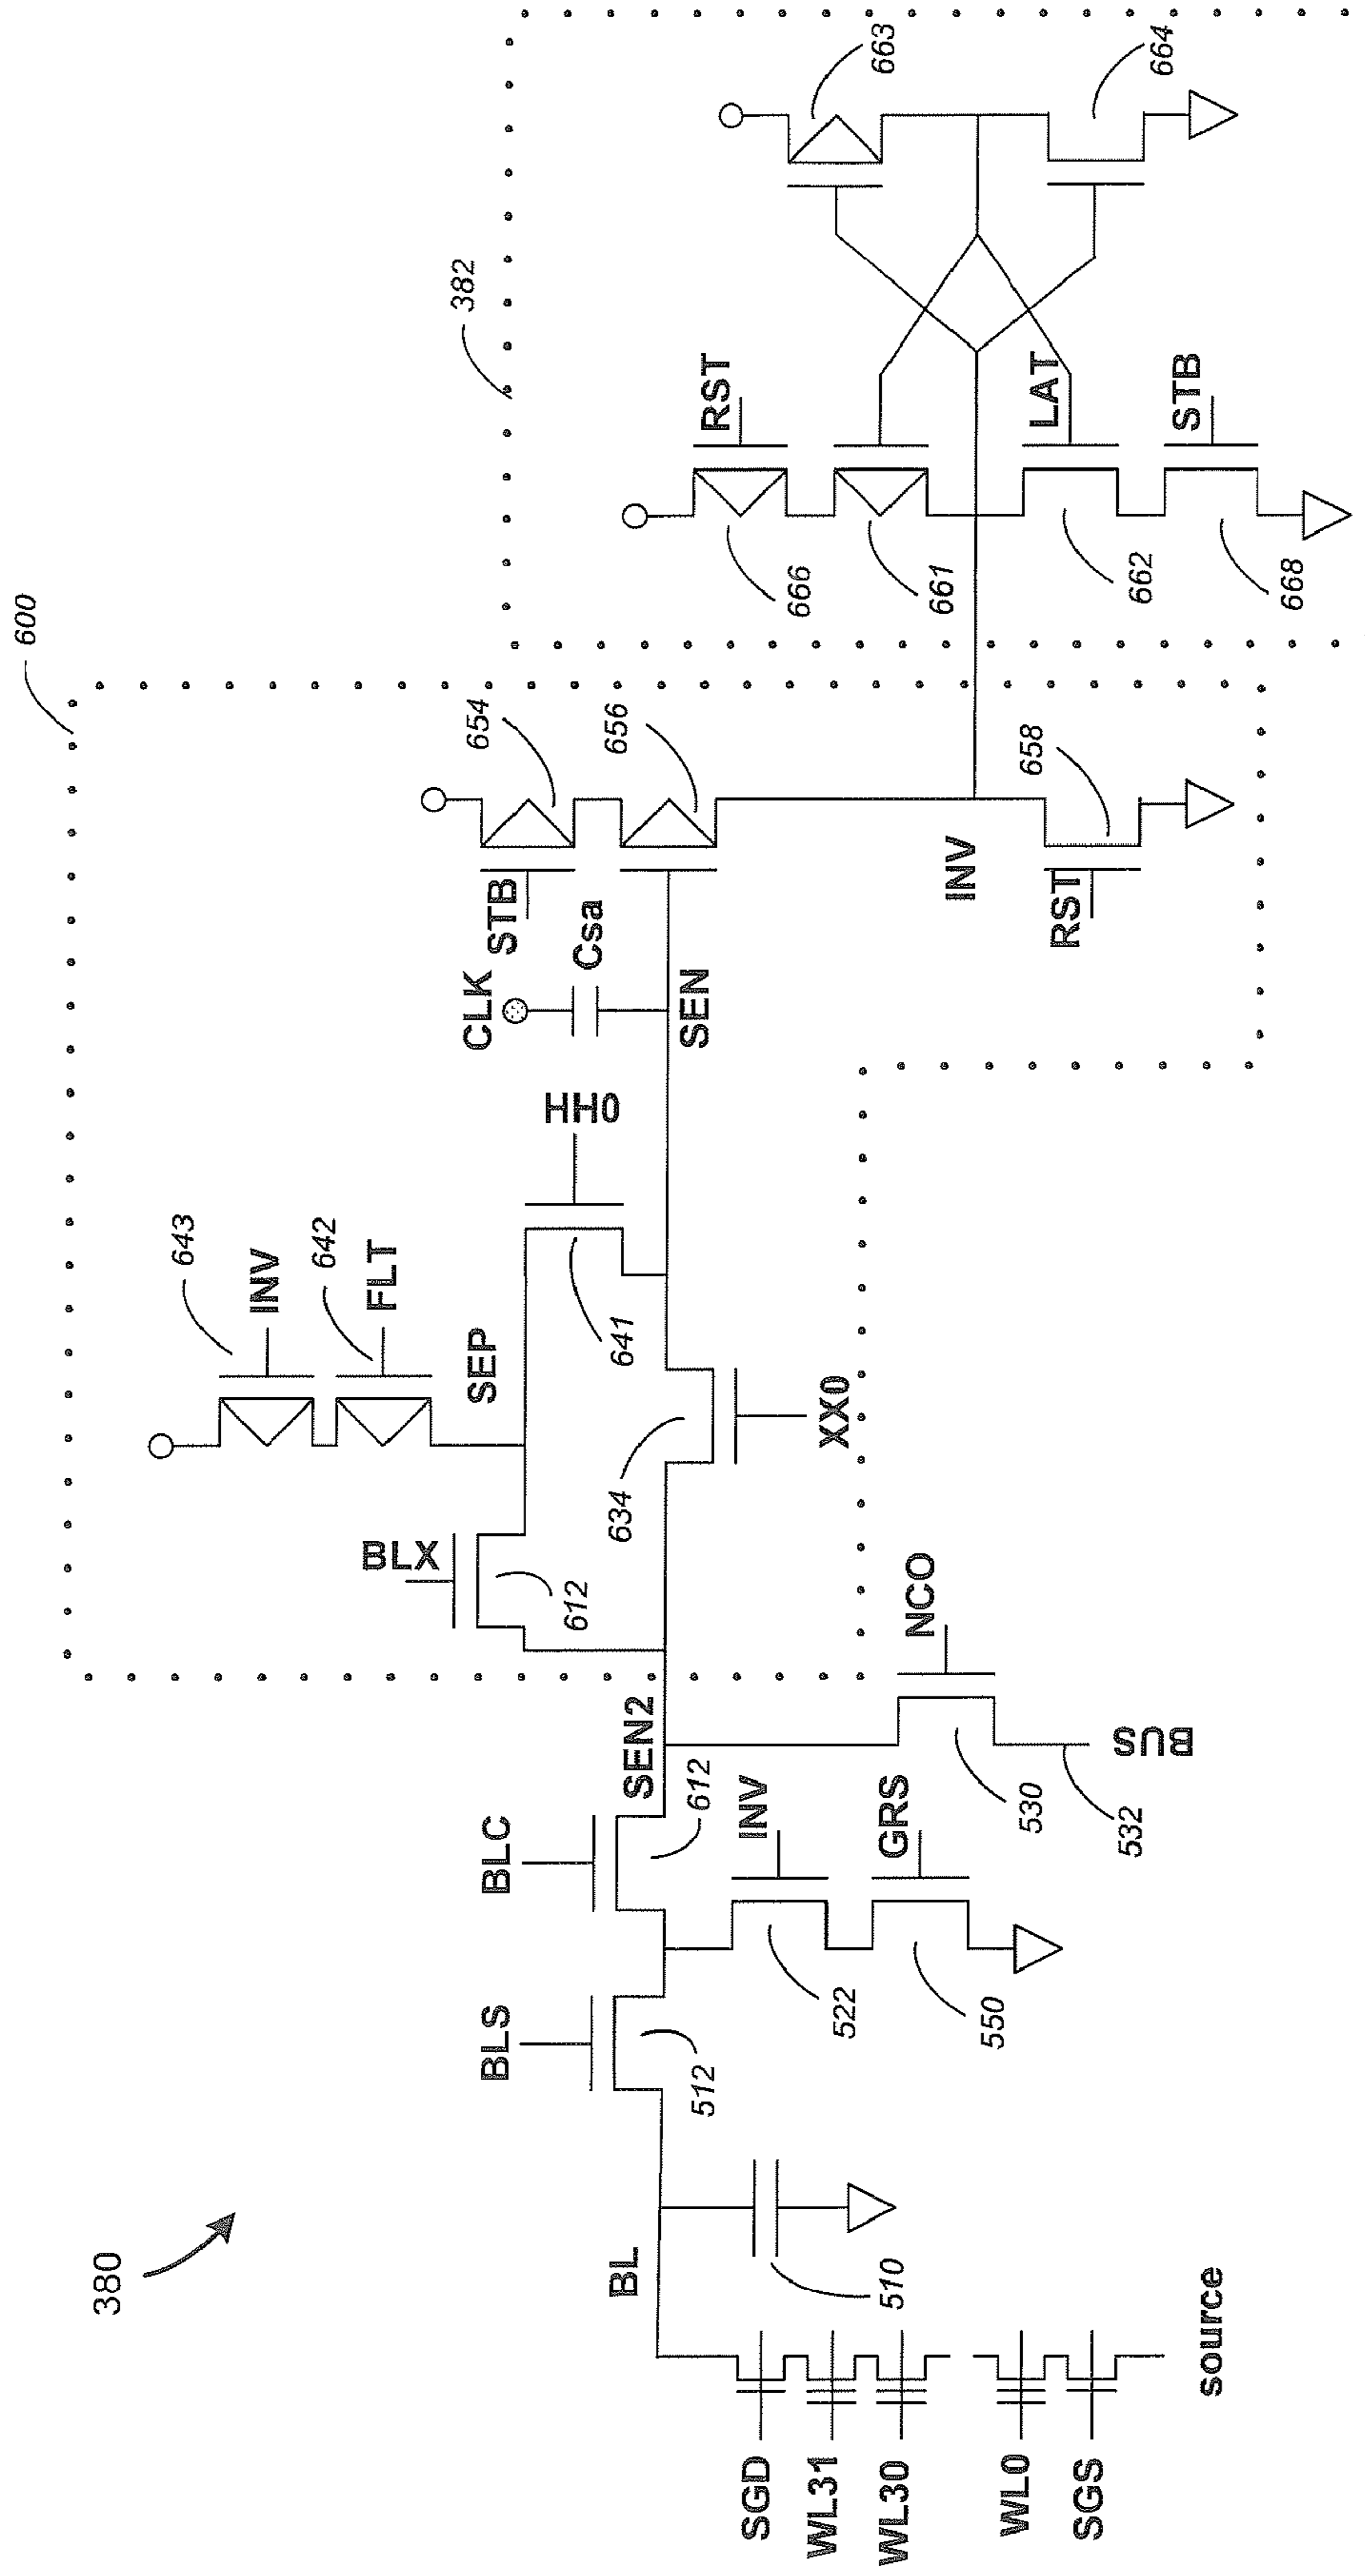 600
382
663
664
RST
666
661
LAT
662
STB
668
654
656
STB
CLK
Csa
SEN
INV
658
RST
HH0
643
INV
642
FLT
SEP
641
634
XX0
BLX
612
NCO
SEN2
BUS
530
532
BLC
612
INV
GRS
522
550
BLS
512
380
BL
510
source
SGD
WL31
WL30
WL0
SGS